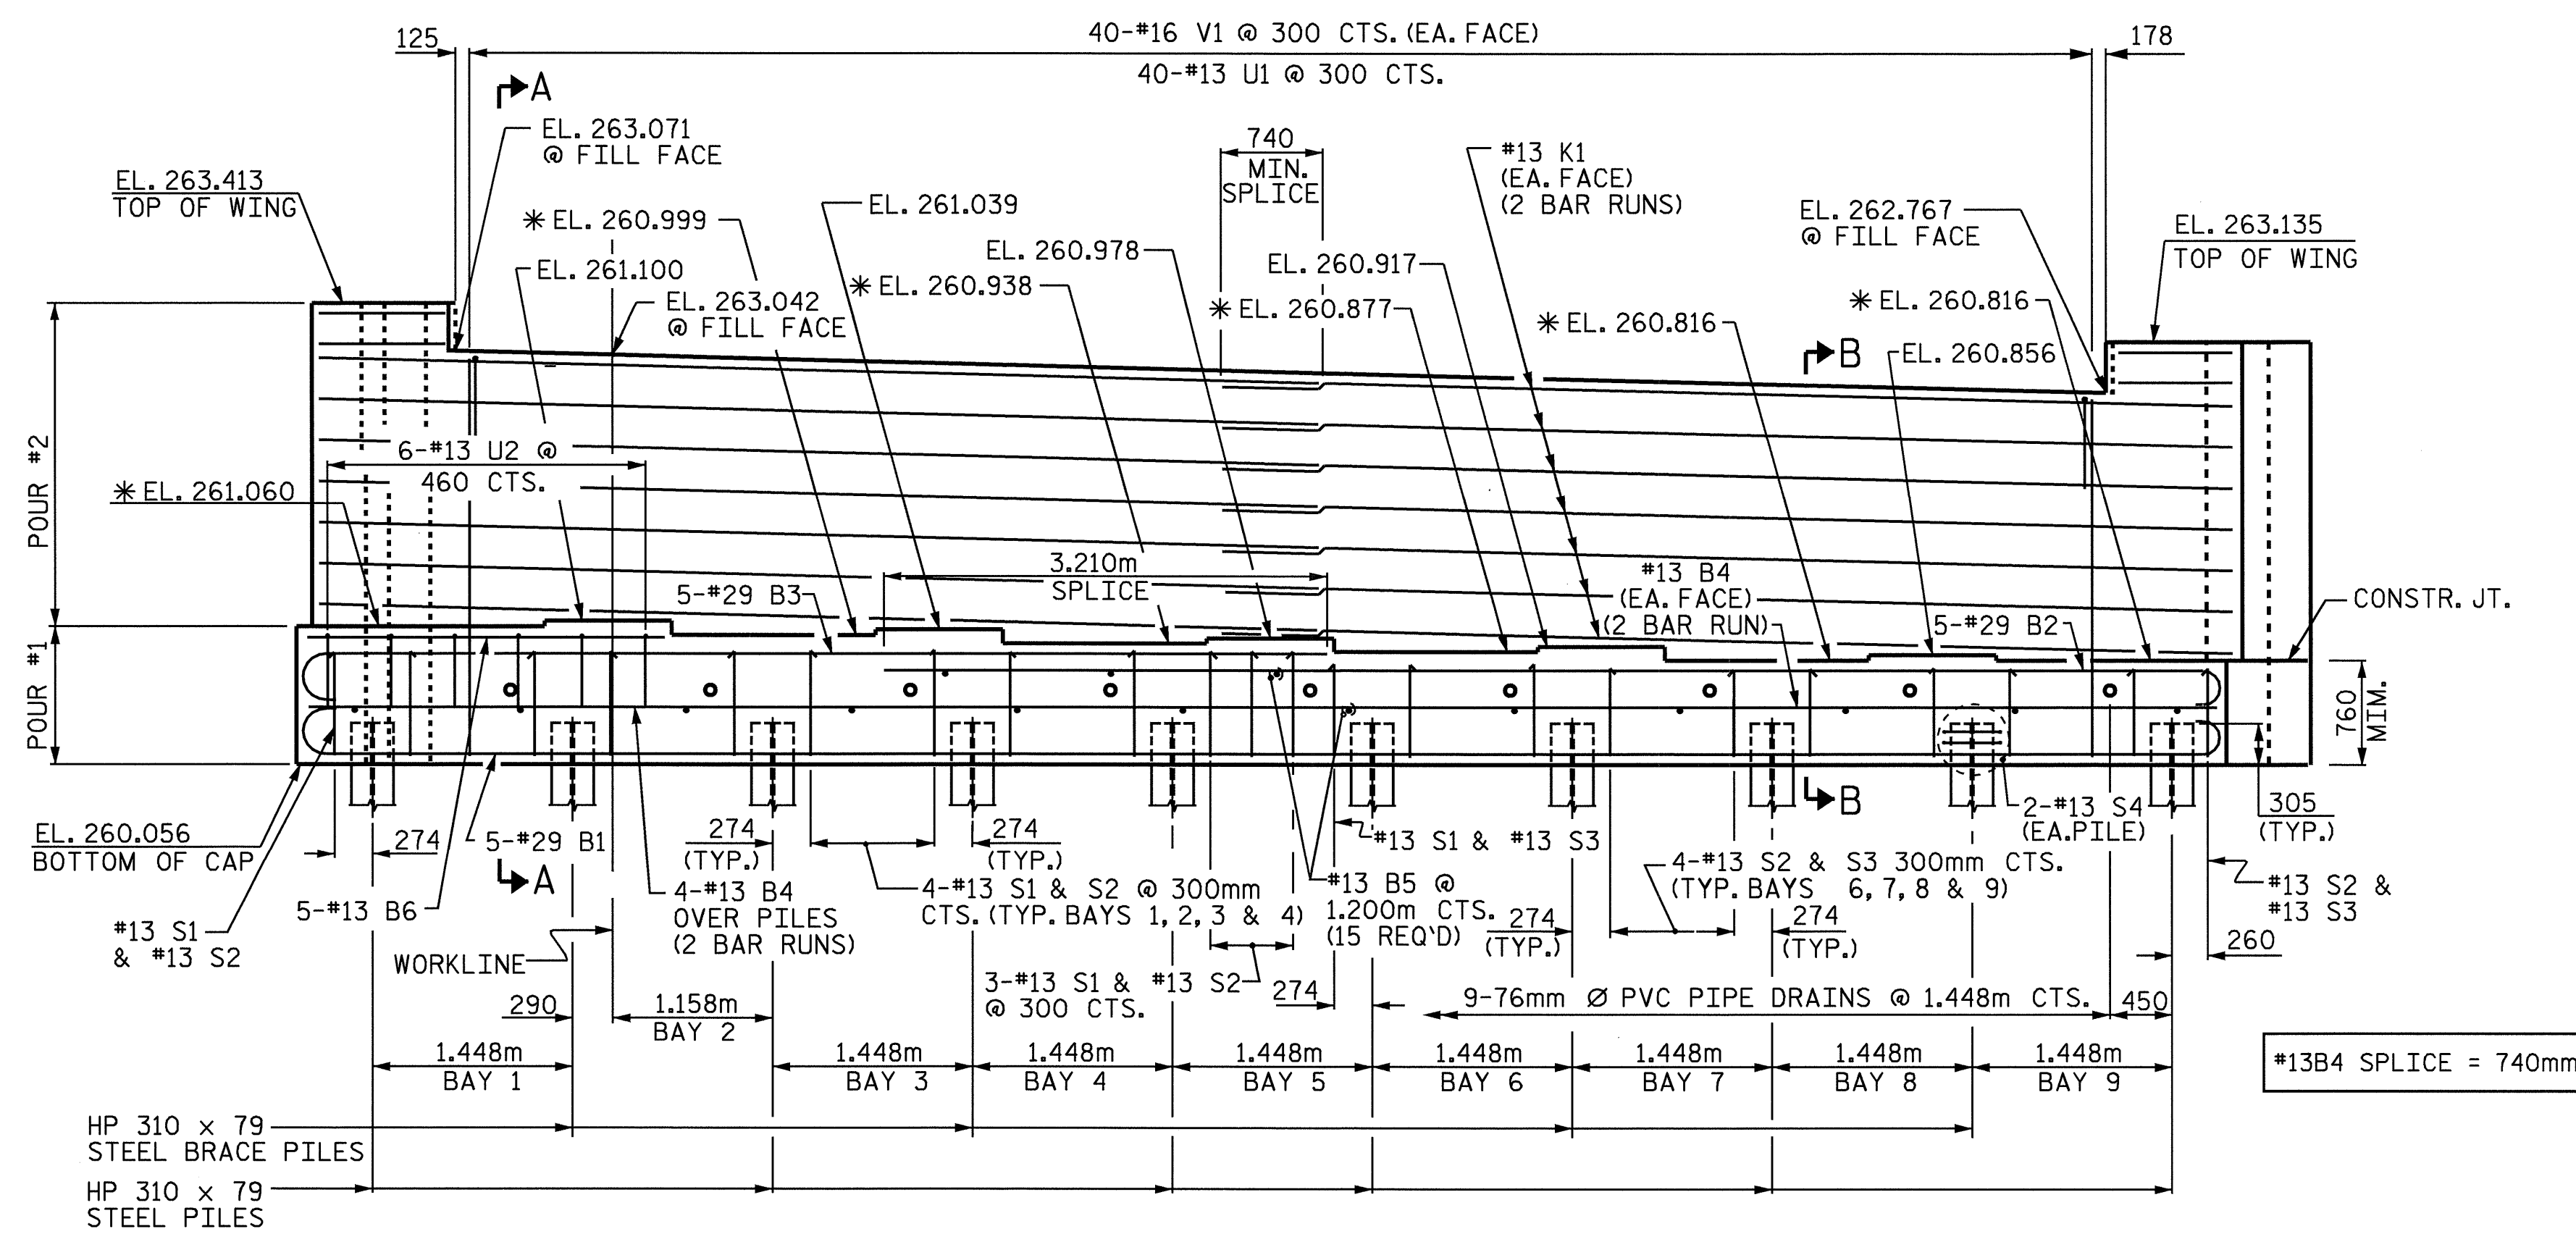 40-#16 V1 @ 300 CTS. (EA. FACE)
125
178
40-#13 U1 @ 300 CTS.
A
EL. 263.071
@ FILL FACE
740
MIN.
SPLICE
#13 K1
(EA. FACE)
(2 BAR RUNS)
EL. 263.413
TOP OF WING
✳ EL. 260.999
EL. 261.039
EL. 262.767
@ FILL FACE
EL. 263.135
TOP OF WING
EL. 260.978
EL. 261.100
EL. 260.917
✳ EL. 260.938
EL. 263.042
@ FILL FACE
✳ EL. 260.877
✳ EL. 260.816
✳ EL. 260.816
B
EL. 260.856
POUR #2
6-#13 U2 @
460 CTS.
✳ EL. 261.060
3.210m
SPLICE
#13 B4
(EA. FACE)
(2 BAR RUN)
5-#29 B3
5-#29 B2
CONSTR. JT.
POUR #1
760
MIM.
B
2-#13 S4
(EA.PILE)
305
(TYP.)
EL. 260.056
BOTTOM OF CAP
274
5-#29 B1
274
(TYP.)
274
(TYP.)
#13 S1 & #13 S3
A
4-#13 S1 & S2 @ 300mm
CTS. (TYP. BAYS 1, 2, 3 & 4)
#13 B5 @
1.200m CTS.
(15 REQ'D)
4-#13 S2 & S3 300mm CTS.
(TYP. BAYS 6, 7, 8 & 9)
#13 S2 &
#13 S3
5-#13 B6
4-#13 B4
OVER PILES
(2 BAR RUNS)
274
(TYP.)
274
(TYP.)
#13 S1
& #13 S2
WORKLINE
260
3-#13 S1 & #13 S2
@ 300 CTS.
274
9-76mm Ø PVC PIPE DRAINS @ 1.448m CTS.
450
290
1.158m
BAY 2
1.448m
BAY 1
1.448m
BAY 3
1.448m
BAY 4
1.448m
BAY 5
1.448m
BAY 6
1.448m
BAY 7
1.448m
BAY 8
1.448m
BAY 9
#13B4 SPLICE = 740mm
HP 310 x 79
STEEL BRACE PILES
HP 310 x 79
STEEL PILES